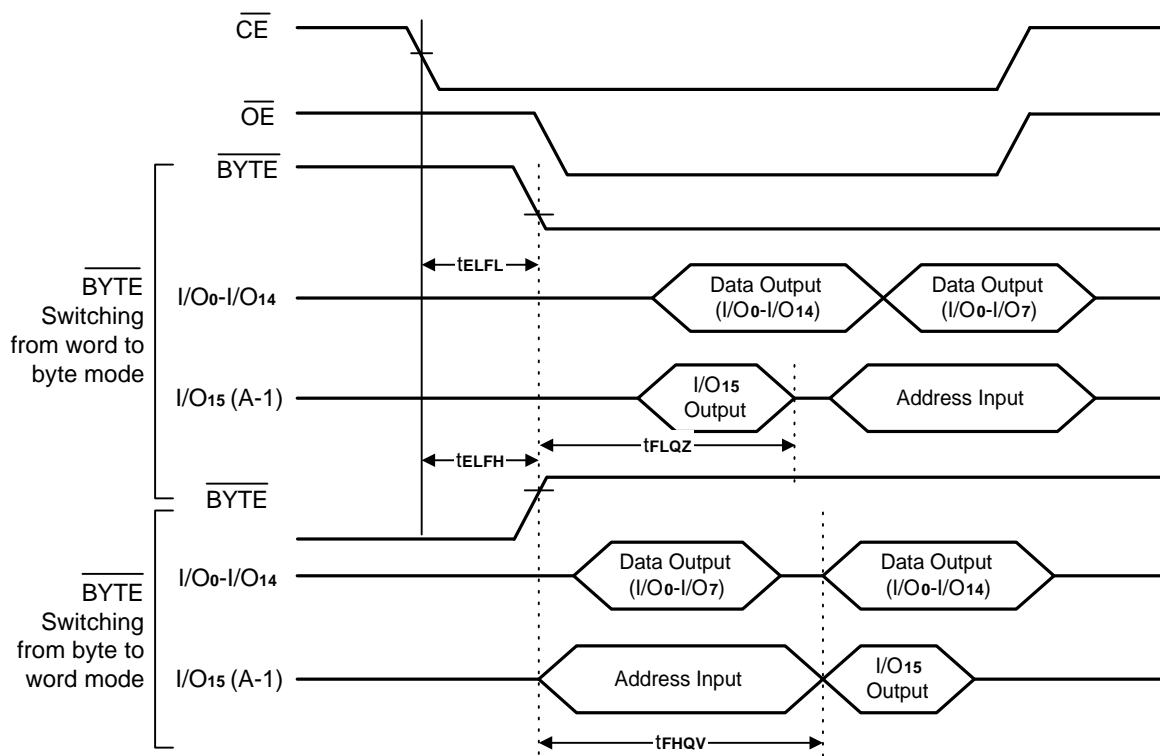 CE
OE
BYTE
tELFL
BYTE
Switching
from word to
byte mode
I/O0-I/O14
Data Output
(I/O0-I/O14)
Data Output
(I/O0-I/O7)
I/O15 (A-1)
I/O15
Output
Address Input
tELFH
tFLQZ
BYTE
BYTE
Switching
from byte to
word mode
I/O0-I/O14
Data Output
(I/O0-I/O7)
Data Output
(I/O0-I/O14)
I/O15 (A-1)
Address Input
I/O15
Output
tFHQV